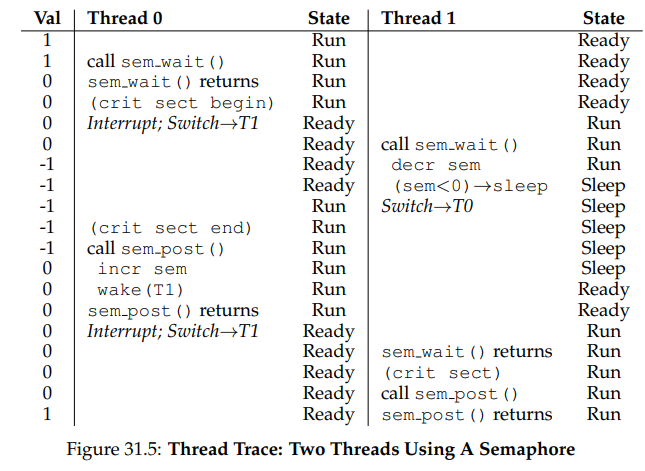 Val Thread 0 State Thread 1 State
1 Run Ready
1 call sem_wait() Run Ready
0 sem_wait() returns Run Ready
0 (crit sect begin) Run Ready
0 Interrupt; Switch→T1 Ready Run
0 Ready call sem_wait() Run
-1 Ready decr sem Run
-1 Ready (sem<0)→sleep Sleep
-1 Run Switch→T0 Sleep
-1 (crit sect end) Run Sleep
-1 call sem_post() Run Sleep
0 incr sem Run Sleep
0 wake(T1) Run Ready
0 sem_post() returns Run Ready
0 Interrupt; Switch→T1 Ready Run
0 Ready sem_wait() returns Run
0 Ready (crit sect) Run
0 Ready call sem_post() Run
1 Ready sem_post() returns Run
Figure 31.5: Thread Trace: Two Threads Using A Semaphore